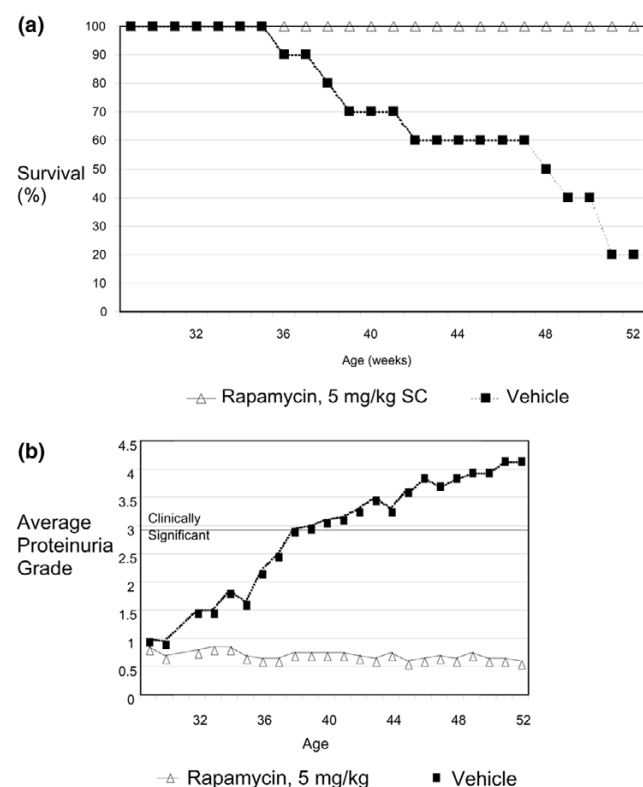 (a)
100
90
80
70
60
50
40
30
20
10
0
Survival
(%)
32
36
40
44
48
52
Age (weeks)
Rapamycin, 5 mg/kg SC
Vehicle
(b)
4.5
4
3.5
3
2.5
2
1.5
1
0.5
0
Average
Proteinuria
Grade
Clinically
Significant
32
36
40
44
48
52
Age
Rapamycin, 5 mg/kg
Vehicle